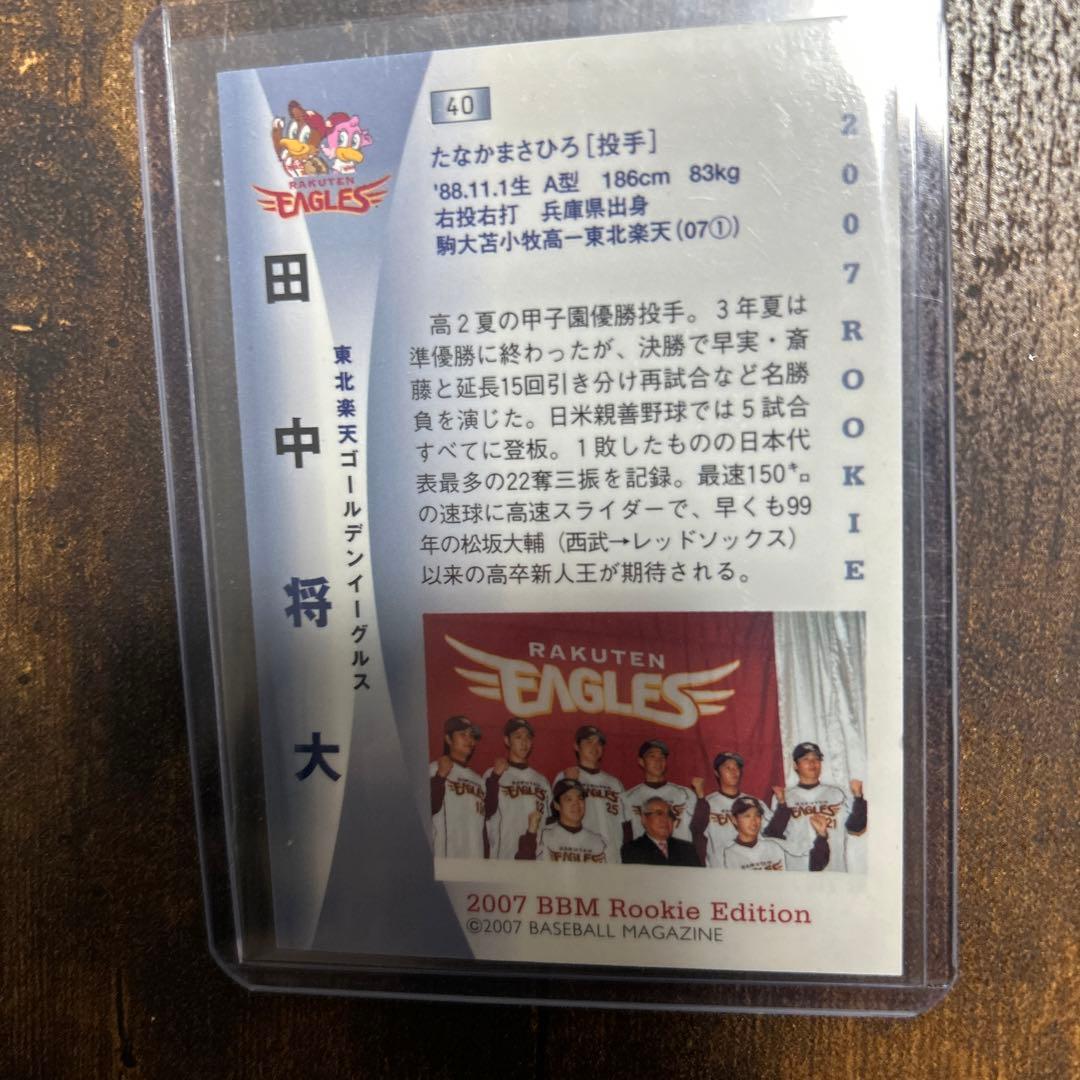 40
RAKUTEN
EAGLES
たなかまさひろ[投手]
'88.11.1生 A型 186cm 83kg
右投右打 兵庫県出身
駒大苫小牧高ー東北楽天(07①)
田中将大
東北楽天ゴールデンイーグルス
2007 ROOKIE
高2夏の甲子園優勝投手。3年夏は
準優勝に終わったが、決勝で早実・斎
藤と延長15回引き分け再試合など名勝
負を演じた。日米親善野球では5試合
すべてに登板。1敗したものの日本代
表最多の22奪三振を記録。最速150㌔
の速球に高速スライダーで、早くも99
年の松坂大輔(西武→レッドソックス)
以来の高卒新人王が期待される。
RAKUTEN
EAGLES
EAGLES
EAGLES
EAGLES
25
EAGLES
EAGLES
21
EAGLES
2007 BBM Rookie Edition
©2007 BASEBALL MAGAZINE